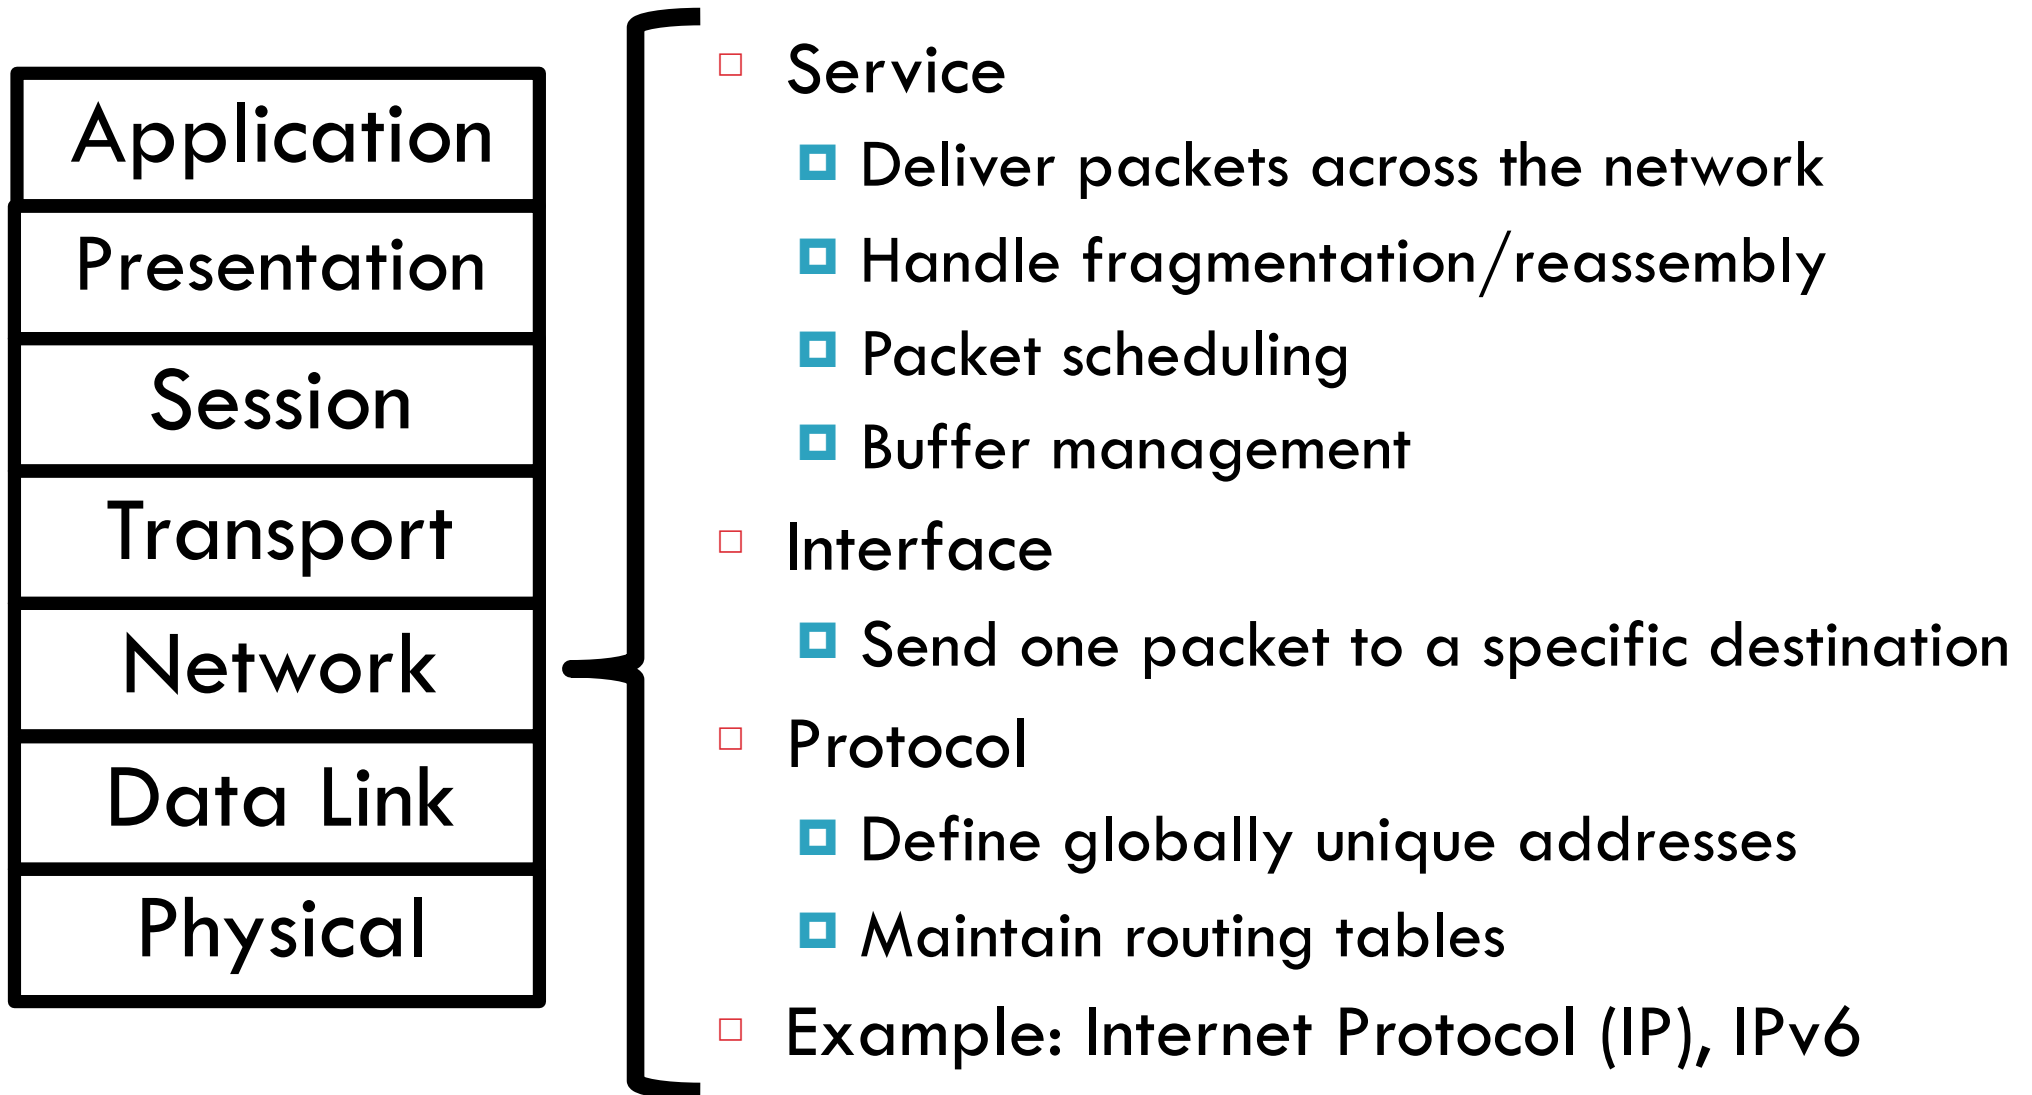 Application
Presentation
Session
Transport
Network
Data Link
Physical
Service
Deliver packets across the network
Handle fragmentation/reassembly
Packet scheduling
Buffer management
Interface
Send one packet to a specific destination
Protocol
Define globally unique addresses
Maintain routing tables
Example: Internet Protocol (IP), IPv6